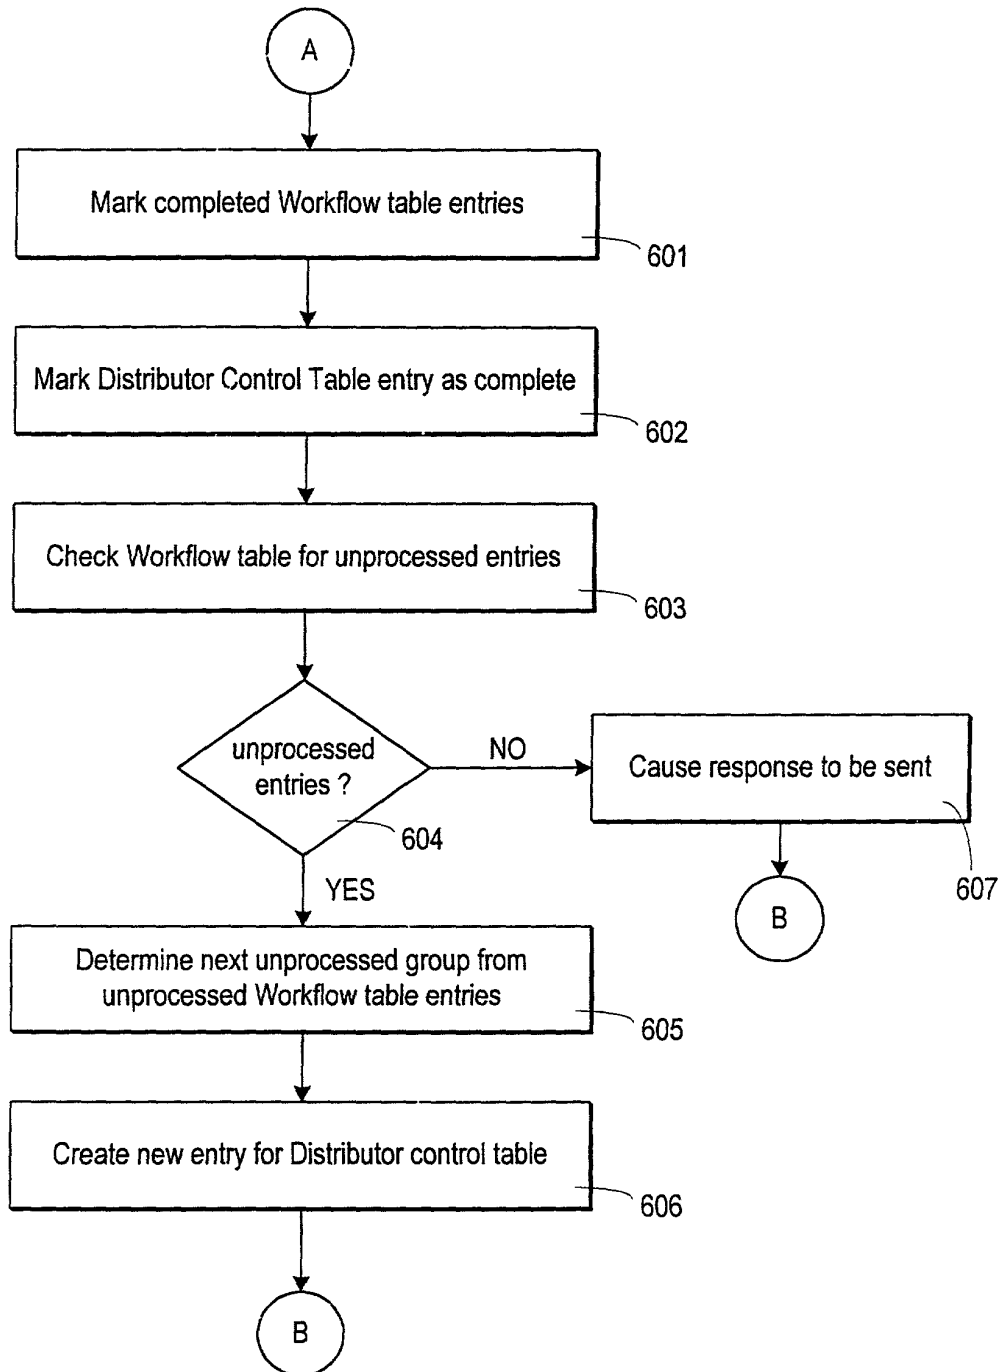 A
Mark completed Workflow table entries
601
Mark Distributor Control Table entry as complete
602
Check Workflow table for unprocessed entries
603
unprocessed
entries ?
604
NO
Cause response to be sent
607
B
YES
Determine next unprocessed group from
unprocessed Workflow table entries
605
Create new entry for Distributor control table
606
B